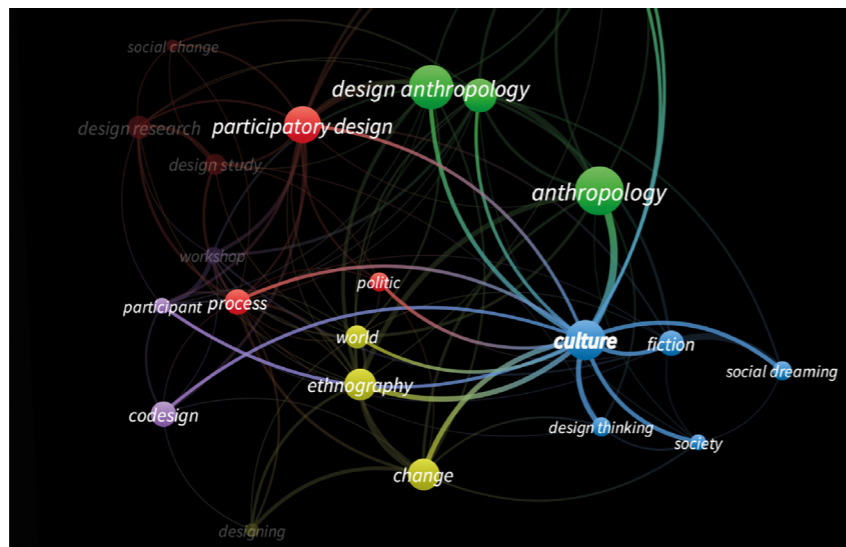 social change
design anthropology
design research
participatory design
design study
anthropology
workshop
politic
participant
process
world
culture
fiction
social dreaming
ethnography
codesign
design thinking
society
change
designing